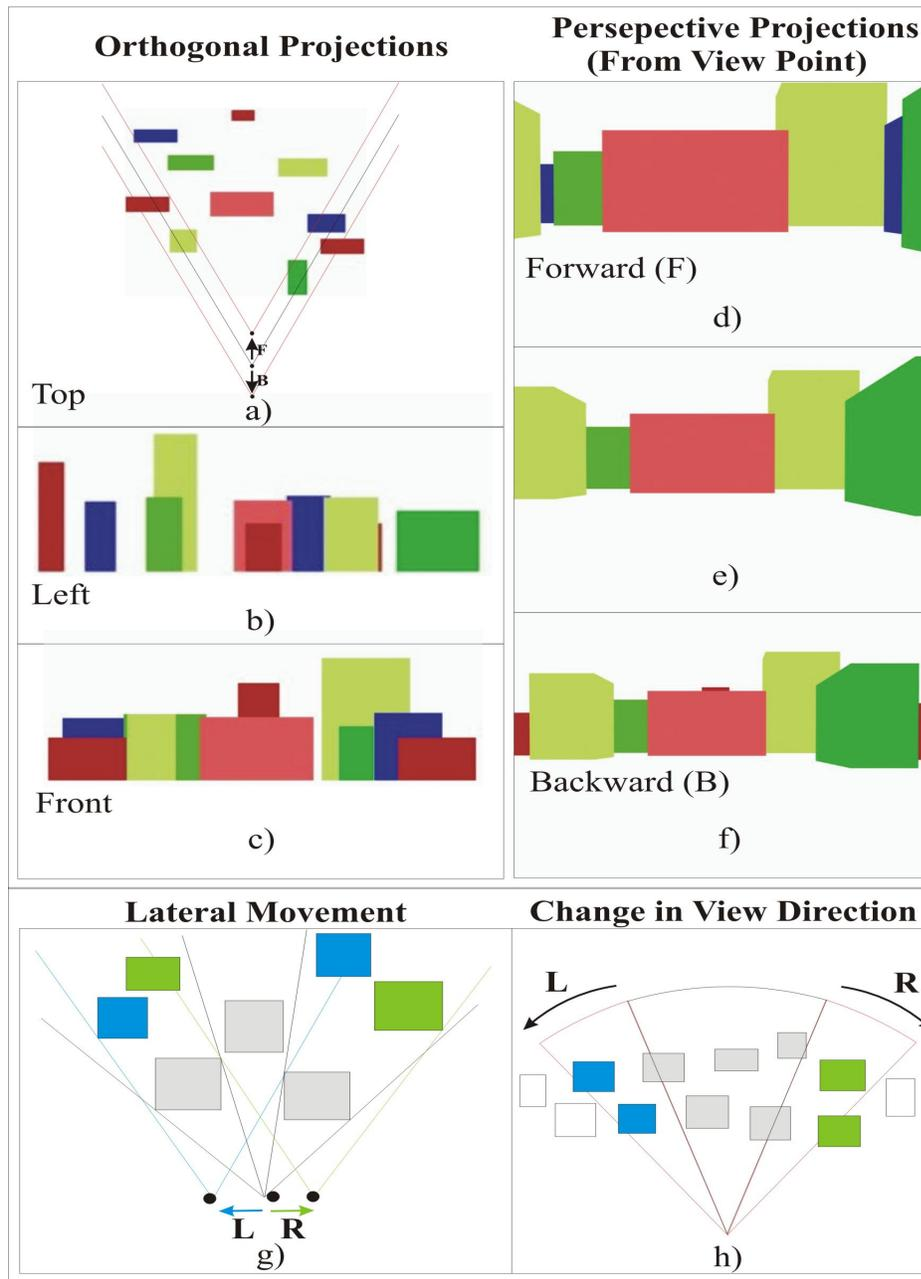 Orthogonal Projections
Persepective Projections
(From View Point)
F
B
Top
a)
Forward (F)
d)
Left
b)
e)
Front
c)
Backward (B)
f)
Lateral Movement
Change in View Direction
L R
g)
L
R
h)